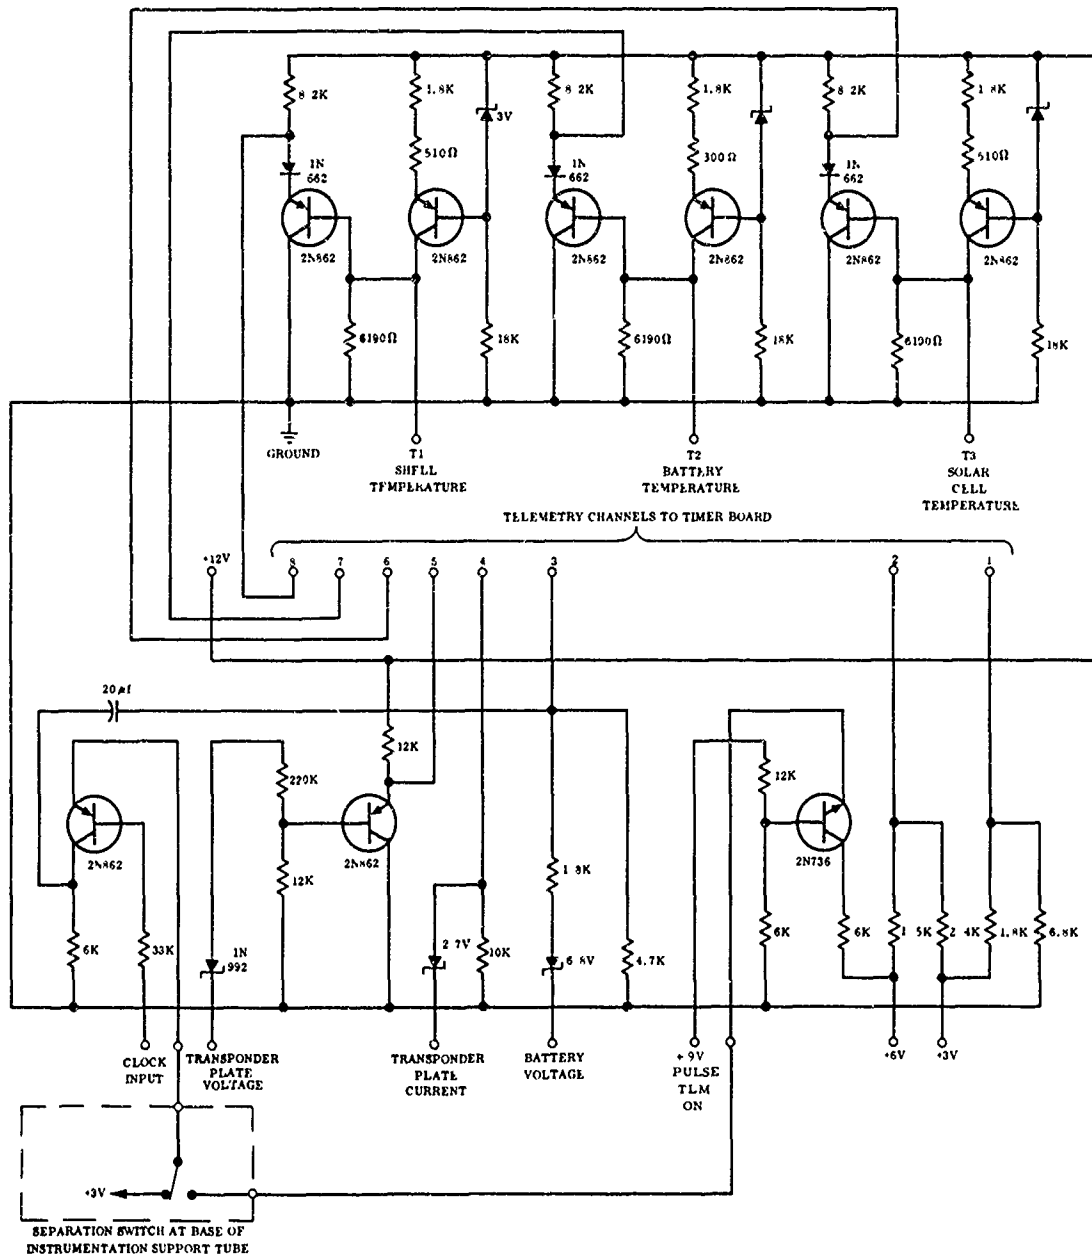 8 2K
1.8K
8 2K
1.8K
8 2K
1 8K
3V
510Ω
300Ω
510Ω
1N
662
1N
662
1N
662
2N862
2N862
2N862
2N862
2N862
2N862
6190Ω
18K
6190Ω
18K
6190Ω
18K
GROUND
T1
SHELL
TEMPERATURE
T2
BATTERY
TEMPERATURE
T3
SOLAR
CELL
TEMPERATURE
TELEMETRY CHANNELS TO TIMER BOARD
+12V
8
7
6
5
4
3
2
1
20 μf
12K
220K
12K
2N862
2N862
2N736
12K
1 8K
6K
33K
1N
992
2 7V
10K
6 8V
4.7K
6K
6K
1 5K
2 4K
1.8K
6.8K
CLOCK
INPUT
TRANSPONDER
PLATE
VOLTAGE
TRANSPONDER
PLATE
CURRENT
BATTERY
VOLTAGE
+ 9V
PULSE
TLM
ON
+6V
+3V
+3V
SEPARATION SWITCH AT BASE OF
INSTRUMENTATION SUPPORT TUBE